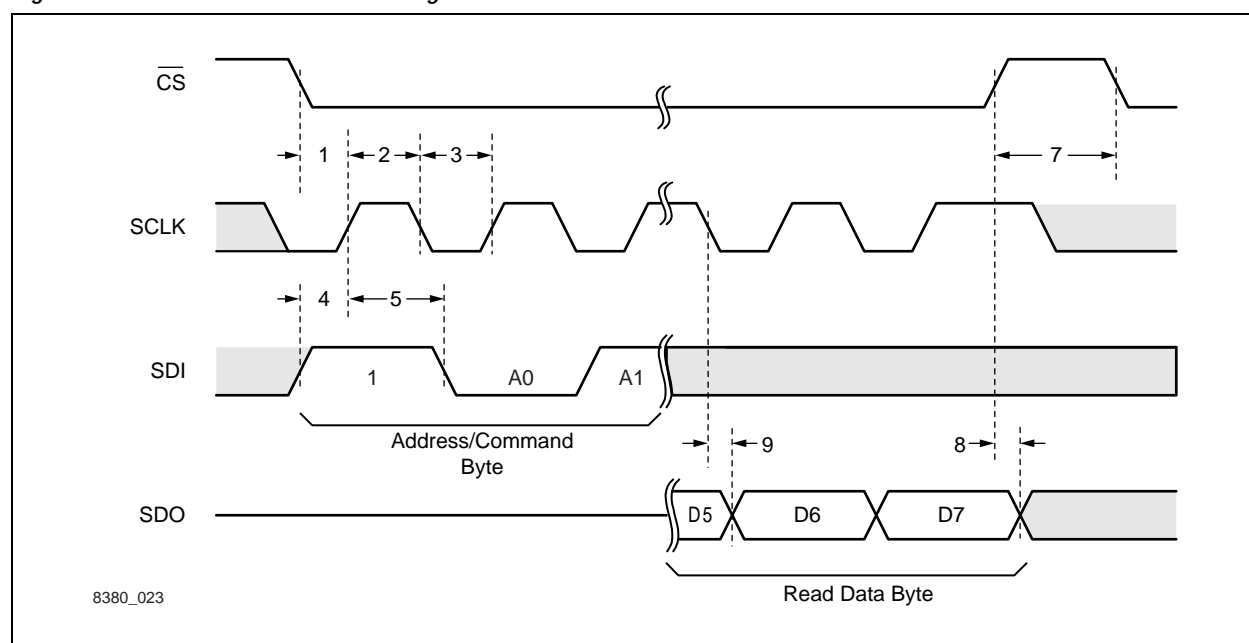 CS
1
2
3
7
SCLK
4
5
SDI
1
A0
A1
Address/Command
Byte
9
8
SDO
D5
D6
D7
Read Data Byte
8380_023